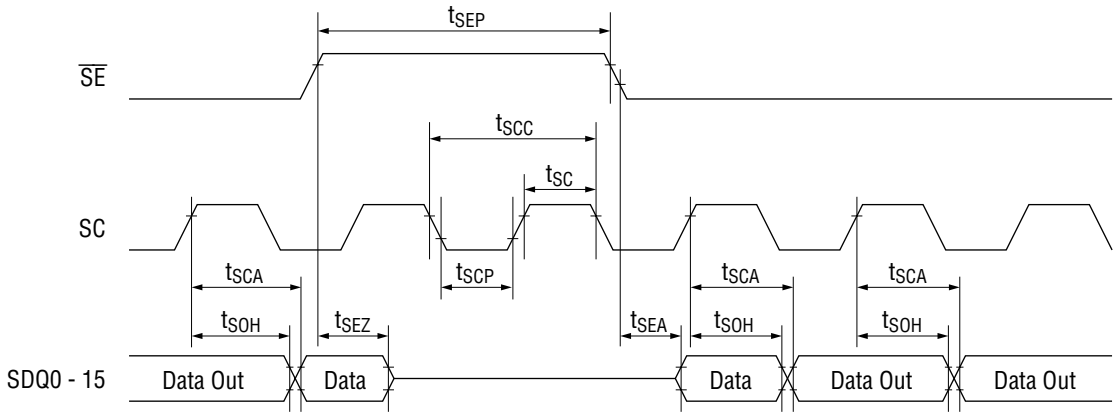 tSEP
SE
tSCC
tSC
SC
tSCP
tSCA tSCA tSCA
tSOH tSEZ tSEA tSOH tSOH
SDQ0 - 15 Data Out Data Data Data Out Data Out